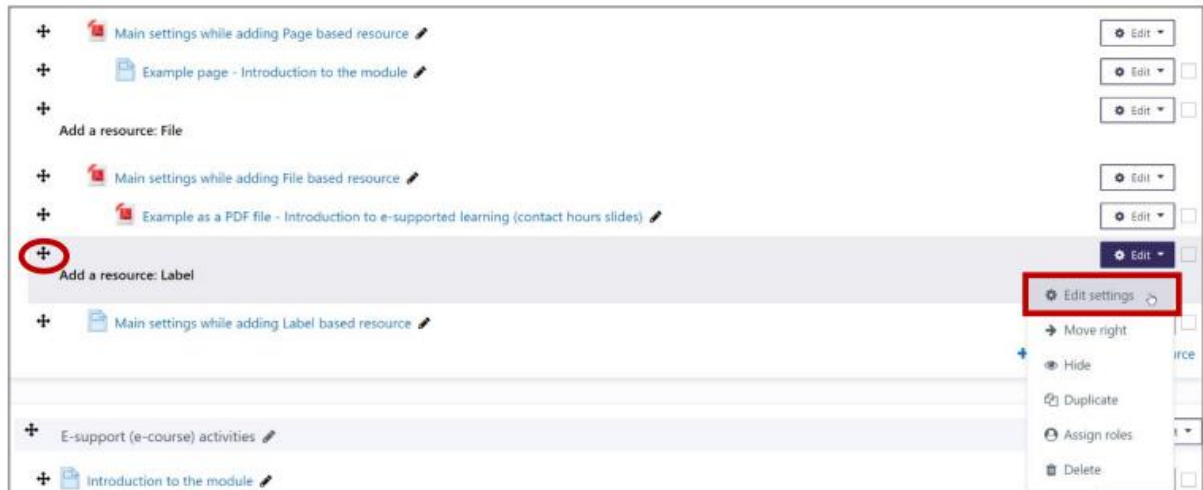 Main settings while adding Page based resource Edit
Example page - Introduction to the module Edit
Edit
Add a resource: File
Main settings while adding File based resource Edit
Example as a PDF file - Introduction to e-supported learning (contact hours slides) Edit
Edit
Add a resource: Label
Edit settings
Main settings while adding Label based resource
Move right
Hide
Duplicate
E-support (e-course) activities
Assign roles
Delete
Introduction to the module